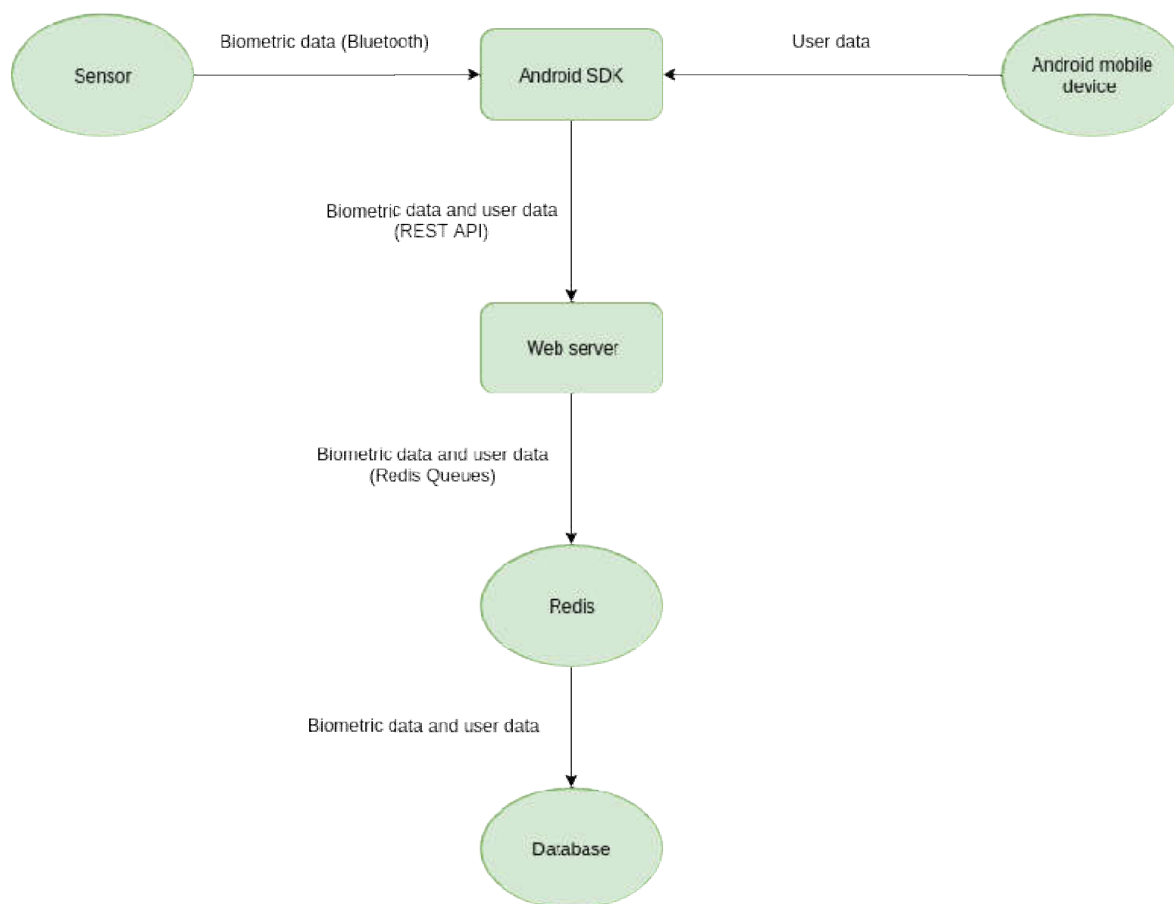 Biometric data (Bluetooth)
User data
Sensor
Android SDK
Android mobile
device
Biometric data and user data
(REST API)
Web server
Biometric data and user data
(Redis Queues)
Redis
Biometric data and user data
Database